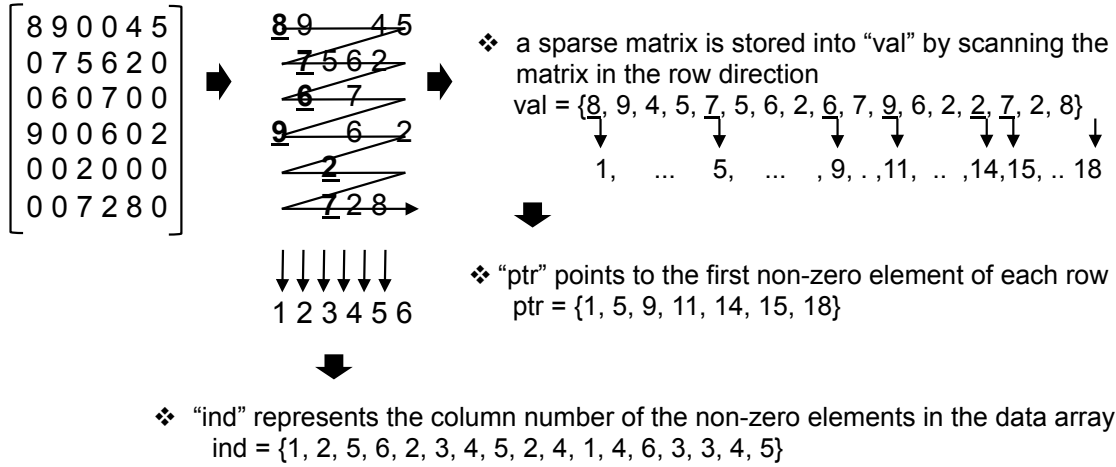 8 9 0 0 4 5
0 7 5 6 2 0
0 6 0 7 0 0
9 0 0 6 0 2
0 0 2 0 0 0
0 0 7 2 8 0
8 9 4 5
7 5 6 2
6 7
9 6 2
2
7 2 8
1 2 3 4 5 6
❖ a sparse matrix is stored into “val” by scanning the
matrix in the row direction
val = {8, 9, 4, 5, 7, 5, 6, 2, 6, 7, 9, 6, 2, 2, 7, 2, 8}
1, ... 5, ... , 9, . ,11, .. ,14,15, .. 18
❖ “ptr” points to the first non-zero element of each row
ptr = {1, 5, 9, 11, 14, 15, 18}
❖ “ind” represents the column number of the non-zero elements in the data array
ind = {1, 2, 5, 6, 2, 3, 4, 5, 2, 4, 1, 4, 6, 3, 3, 4, 5}